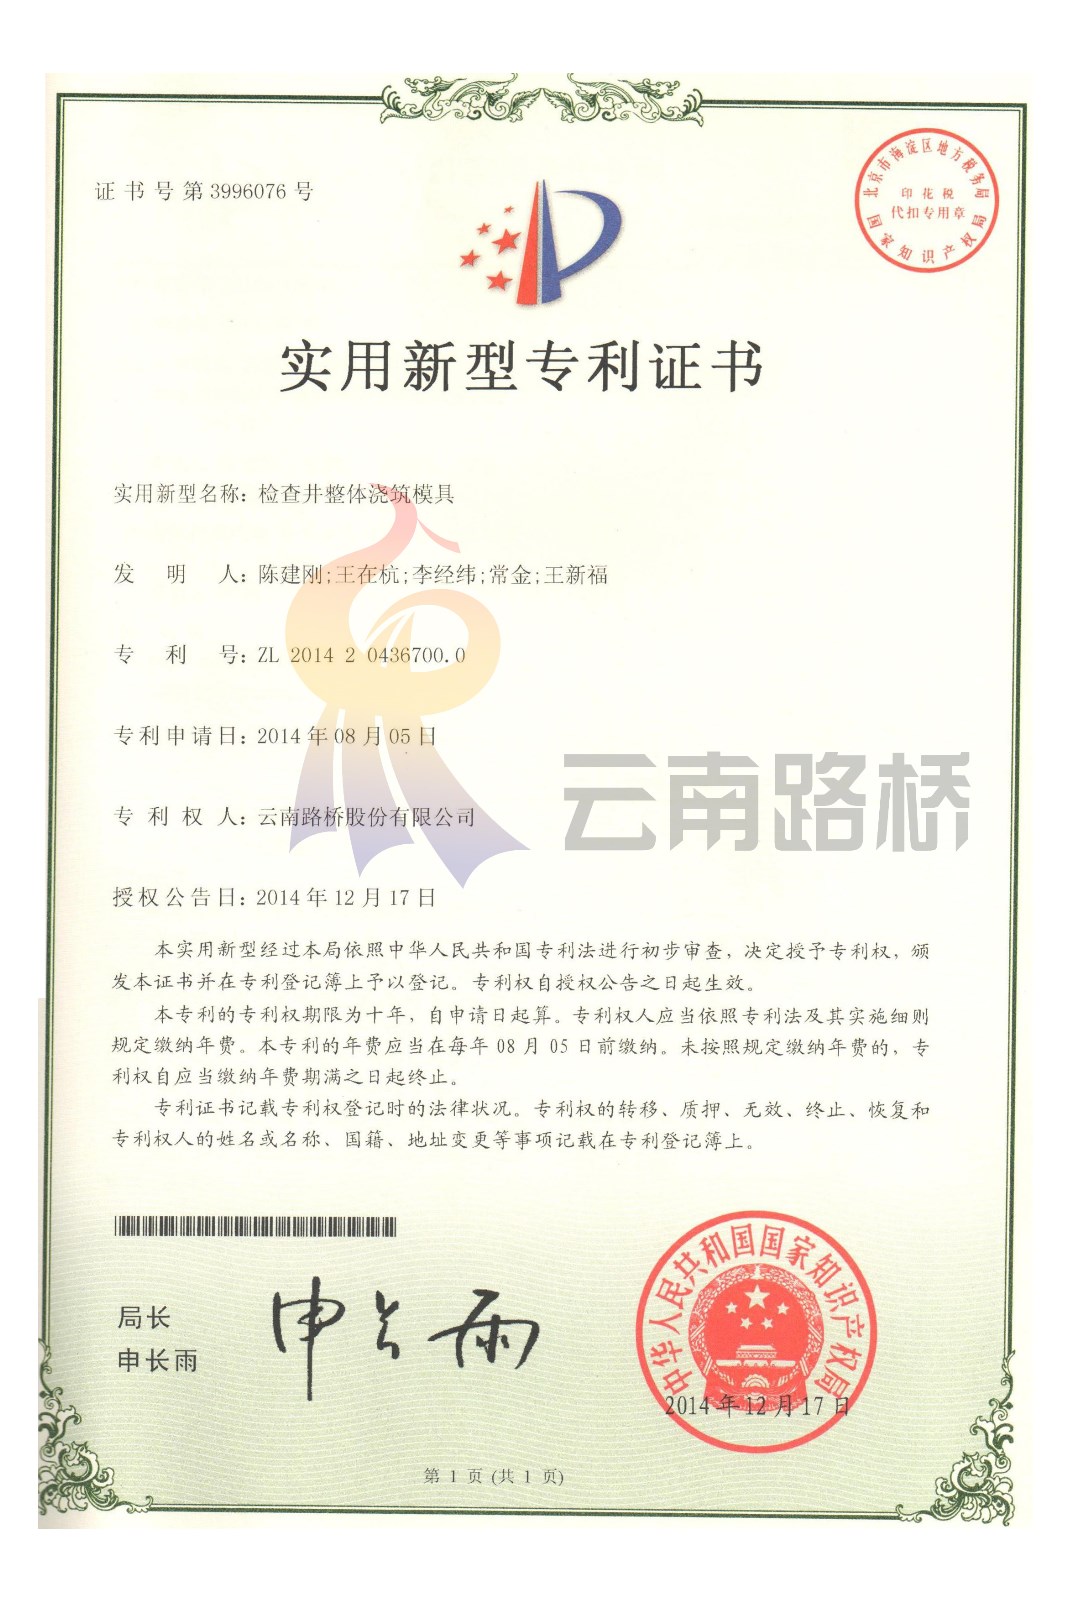 证书号第3996076号
北京市海淀区地方税务局
印花税
代扣专用章
国家知识产权局
实用新型专利证书
实用新型名称：检查井整体浇筑模具
发明人：陈建刚;王在杭;李经纬;常金;王新福
专利号：ZL 2014 2 0436700.0
专利申请日：2014年08月05日
专利权人：云南路桥股份有限公司
云南路桥
授权公告日：2014年12月17日
本实用新型经过本局依照中华人民共和国专利法进行初步审查，决定授予专利权，颁
发本证书并在专利登记簿上予以登记。专利权自授权公告之日起生效。
本专利的专利权期限为十年，自申请日起算。专利权人应当依照专利法及其实施细则
规定缴纳年费。本专利的年费应当在每年08月05日前缴纳。未按照规定缴纳年费的，专
利权自应当缴纳年费期满之日起终止。
专利证书记载专利权登记时的法律状况。专利权的转移、质押、无效、终止、恢复和
专利权人的姓名或名称、国籍、地址变更等事项记载在专利登记簿上。
局长
申长雨
申长雨
中华人民共和国国家知识产权局
2014年12月17日
第1页(共1页)